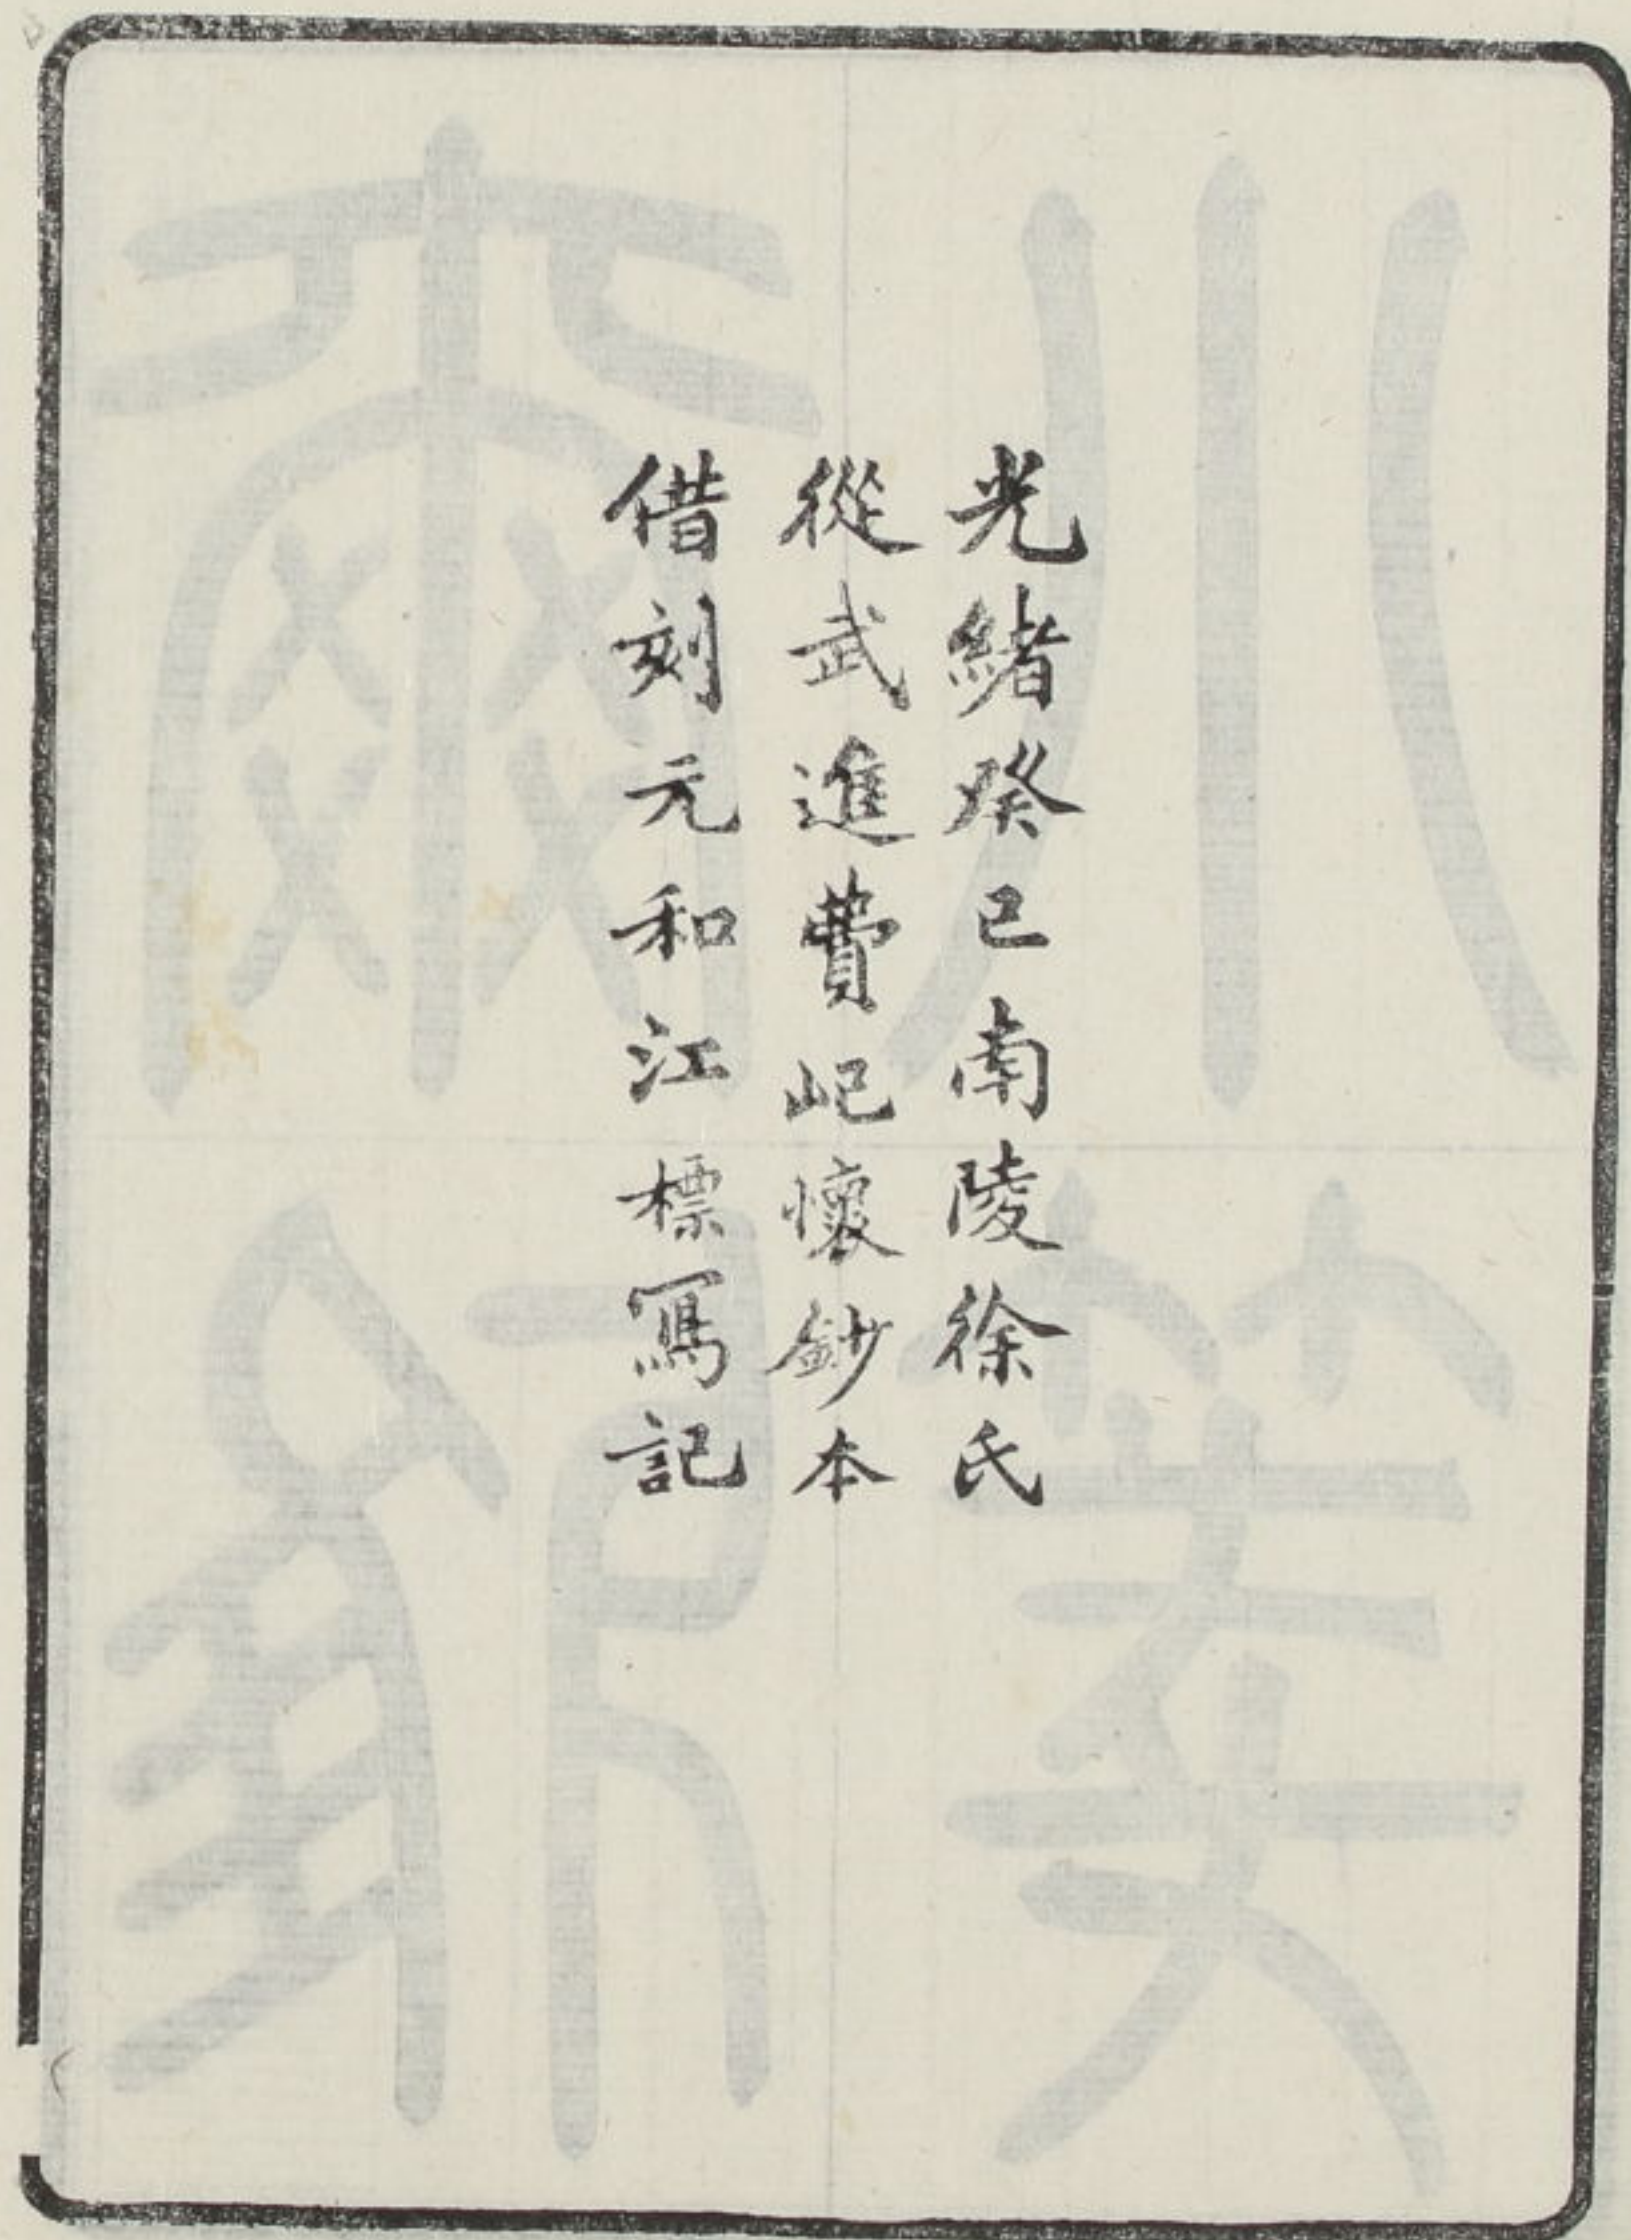 光緒癸巳南陵徐氏
從武進費屺懷鈔本
借刻元和江標寫記